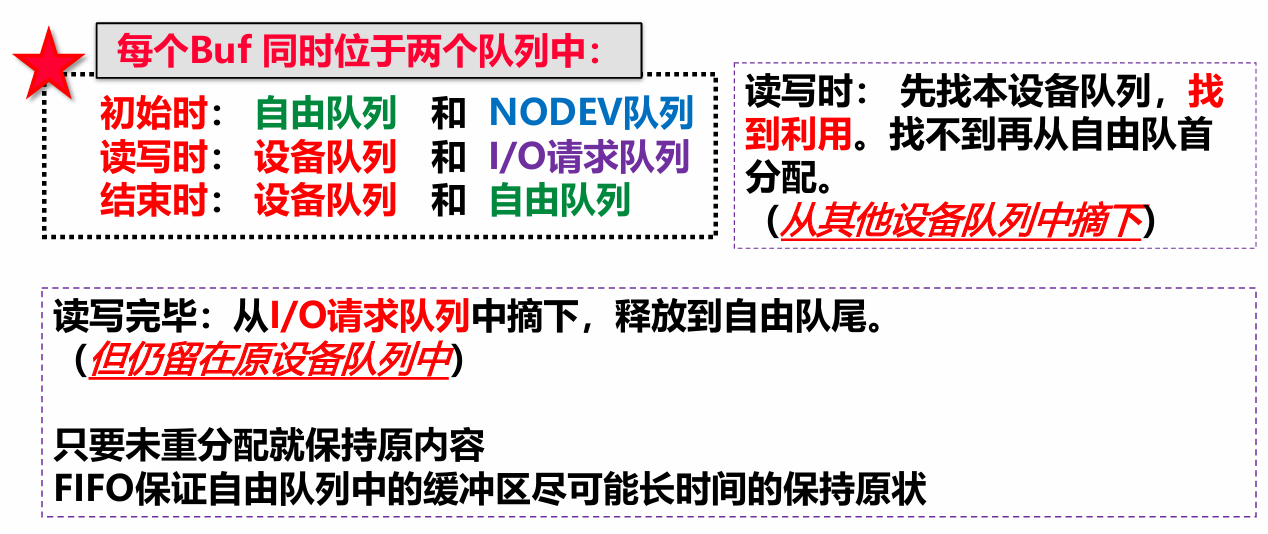 每个Buf 同时位于两个队列中：
初始时： 自由队列 和 NODEV队列
读写时： 设备队列 和 I/O请求队列
结束时： 设备队列 和 自由队列
读写时： 先找本设备队列，找
到利用。找不到再从自由队首
分配。
（从其他设备队列中摘下）
读写完毕：从I/O请求队列中摘下，释放到自由队尾。
（但仍留在原设备队列中）
只要未重分配就保持原内容
FIFO保证自由队列中的缓冲区尽可能长时间的保持原状